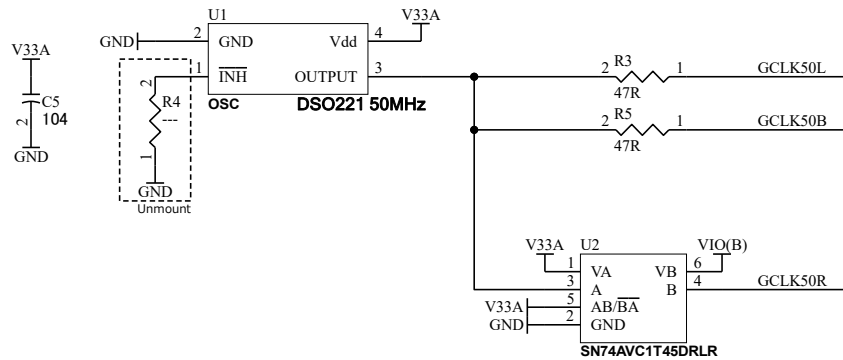 U1
V33A
GND
2
GND
Vdd
4
V33A
1
INH
OUTPUT
3
OSC
DSO221 50MHz
C5
104
2
GND
2
R4
---
1
GND
Unmount
R3
2
1
47R
GCLK50L
R5
2
1
47R
GCLK50B
U2
V33A
VIO(B)
1
VA
VB
6
3
A
B
4
GCLK50R
V33A
5
AB/BA
GND
2
GND
SN74AVC1T45DRLR